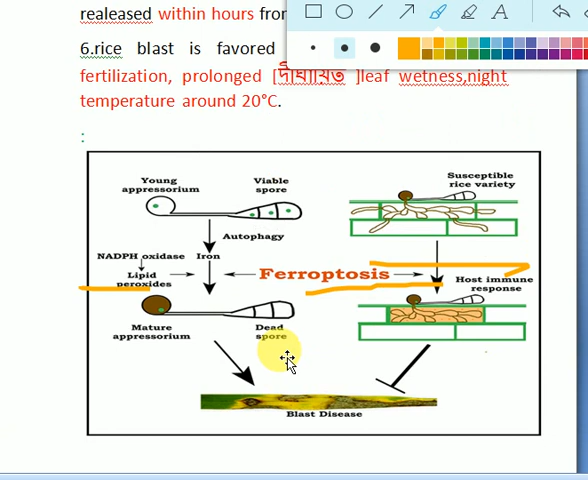 realeased within hours from
6.rice blast is favored
fertilization, prolonged [দীর্ঘায়িত ]leaf wetness,night
temperature around 20°C.
:
Young
appressorium
Viable
spore
Susceptible
rice variety
Autophagy
NADPH oxidase
Iron
Lipid
peroxides
Ferroptosis
Host immune
response
Mature
appressorium
Dead
spore
Blast Disease